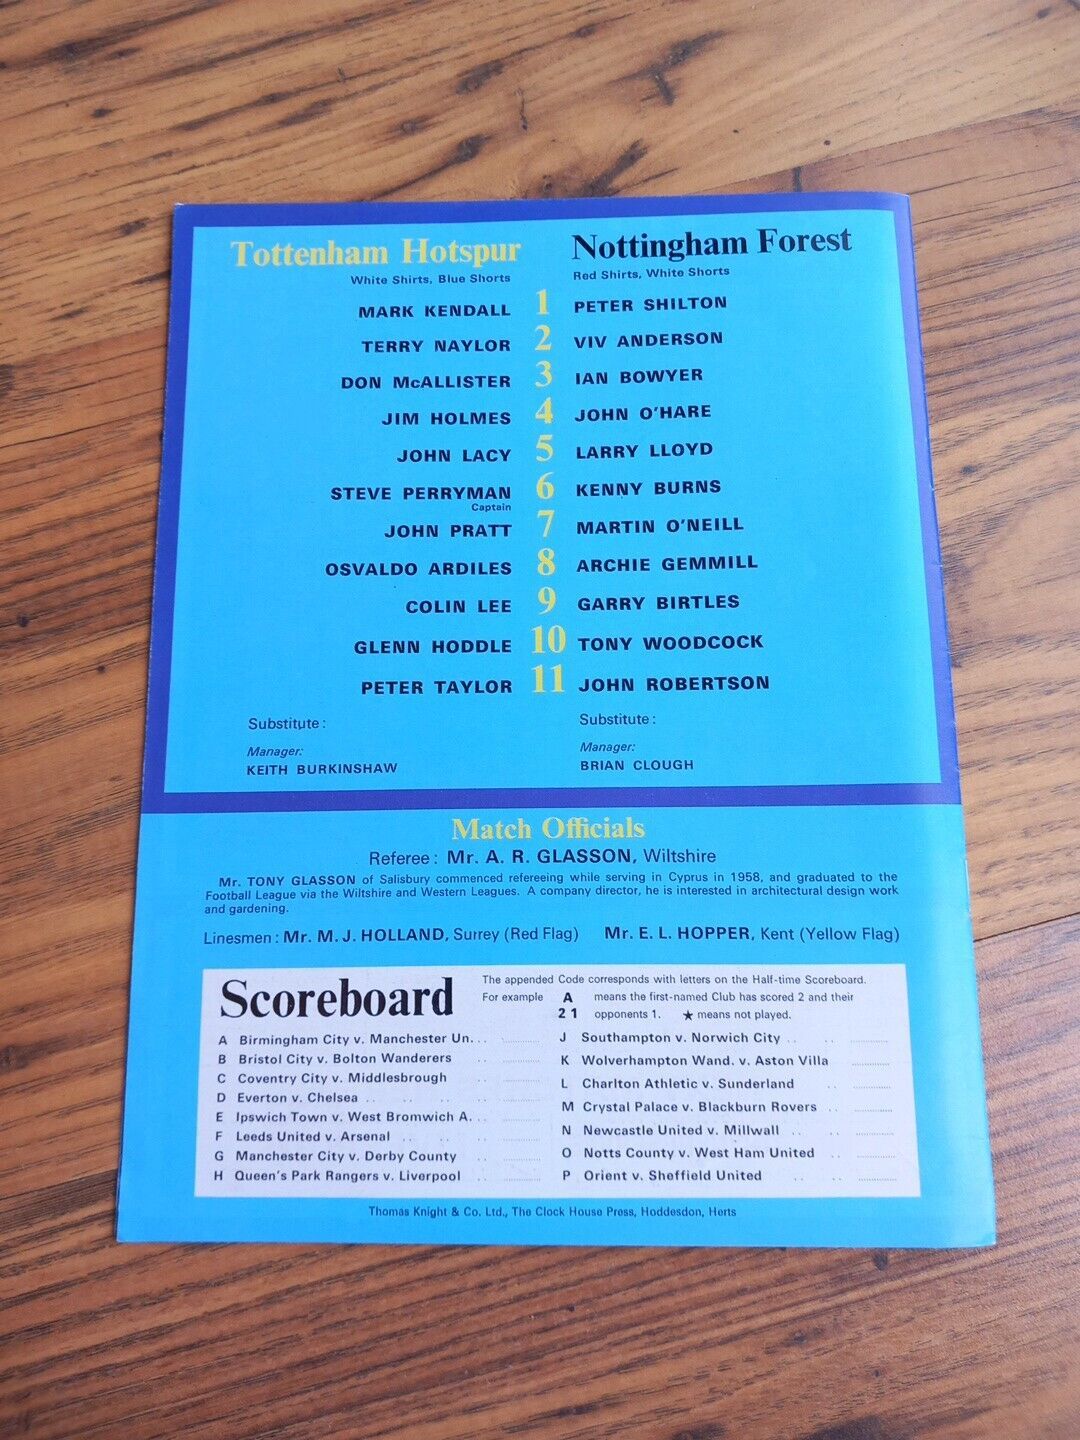 Tottenham Hotspur
White Shirts, Blue Shorts
Nottingham Forest
Red Shirts, White Shorts
MARK KENDALL 1 PETER SHILTON
TERRY NAYLOR 2 VIV ANDERSON
DON McALLISTER 3 IAN BOWYER
JIM HOLMES 4 JOHN O'HARE
JOHN LACY 5 LARRY LLOYD
STEVE PERRYMAN 6 KENNY BURNS
Captain
JOHN PRATT 7 MARTIN O'NEILL
OSVALDO ARDILES 8 ARCHIE GEMMILL
COLIN LEE 9 GARRY BIRTLES
GLENN HODDLE 10 TONY WOODCOCK
PETER TAYLOR 11 JOHN ROBERTSON
Substitute :
Manager:
KEITH BURKINSHAW
Substitute :
Manager:
BRIAN CLOUGH
Match Officials
Referee : Mr. A. R. GLASSON, Wiltshire
Mr. TONY GLASSON of Salisbury commenced refereeing while serving in Cyprus in 1958, and graduated to the
Football League via the Wiltshire and Western Leagues. A company director, he is interested in architectural design work
and gardening.
Linesmen : Mr. M. J. HOLLAND, Surrey (Red Flag) Mr. E. L. HOPPER, Kent (Yellow Flag)
Scoreboard
The appended Code corresponds with letters on the Half-time Scoreboard.
For example A means the first-named Club has scored 2 and their
2 1 opponents 1. ★ means not played.
A Birmingham City v. Manchester Un. .. ............
B Bristol City v. Bolton Wanderers .. ............
C Coventry City v. Middlesbrough .. ............
D Everton v. Chelsea .. .. .. .. ............
E Ipswich Town v. West Bromwich A. .. ............
F Leeds United v. Arsenal .. .. .. ............
G Manchester City v. Derby County .. ............
H Queen's Park Rangers v. Liverpool .. ............
J Southampton v. Norwich City .. .. ............
K Wolverhampton Wand. v. Aston Villa ............
L Charlton Athletic v. Sunderland .. .. ............
M Crystal Palace v. Blackburn Rovers .. ............
N Newcastle United v. Millwall .. .. ............
O Notts County v. West Ham United .. ............
P Orient v. Sheffield United .. .. ............
Thomas Knight & Co. Ltd., The Clock House Press, Hoddesdon, Herts